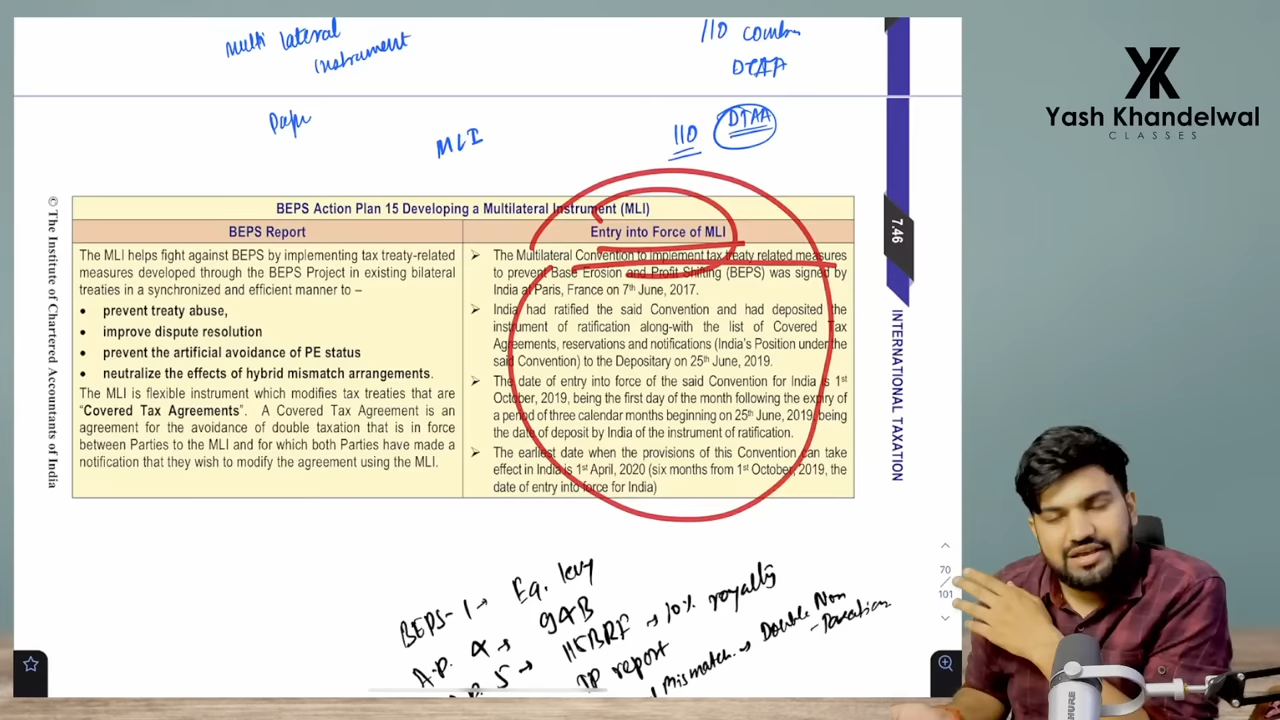 multi lateral
instrument
110
DTAA
MLI
110 DTAA
Yash Khandelwal
CLASSES
© The Institute of Chartered Accountants of India
BEPS Action Plan 15 Developing a Multilateral Instrument (MLI)
BEPS Report
The MLI helps fight against BEPS by implementing tax treaty-related
measures developed through the BEPS Project in existing bilateral
treaties in a synchronized and efficient manner to –
• prevent treaty abuse,
• improve dispute resolution
• prevent the artificial avoidance of PE status
• neutralize the effects of hybrid mismatch arrangements.
The MLI is flexible instrument which modifies tax treaties that are
“Covered Tax Agreements”. A Covered Tax Agreement is an
agreement for the avoidance of double taxation that is in force
between Parties to the MLI and for which both Parties have made a
notification that they wish to modify the agreement using the MLI.
Entry into Force of MLI
➢ The Multilateral Convention to implement tax treaty related measures
to prevent Base Erosion and Profit Shifting (BEPS) was signed by
India at Paris, France on 7th June, 2017.
➢ India had ratified the said Convention and had deposited the
instrument of ratification along-with the list of Covered Tax
Agreements, reservations and notifications (India’s Position under the
said Convention) to the Depositary on 25th June, 2019.
➢ The date of entry into force of the said Convention for India is 1st
October, 2019, being the first day of the month following the expiry of
a period of three calendar months beginning on 25th June, 2019, being
the date of deposit by India of the instrument of ratification.
➢ The earliest date when the provisions of this Convention can take
effect in India is 1st April, 2020 (six months from 1st October, 2019, the
date of entry into force for India)
7.46
INTERNATIONAL TAXATION
BEPS-1 → Eq. levy
A.P.
5 → → 10% royalty
report
Mismatch → Double Non
-Taxation
70
/
101